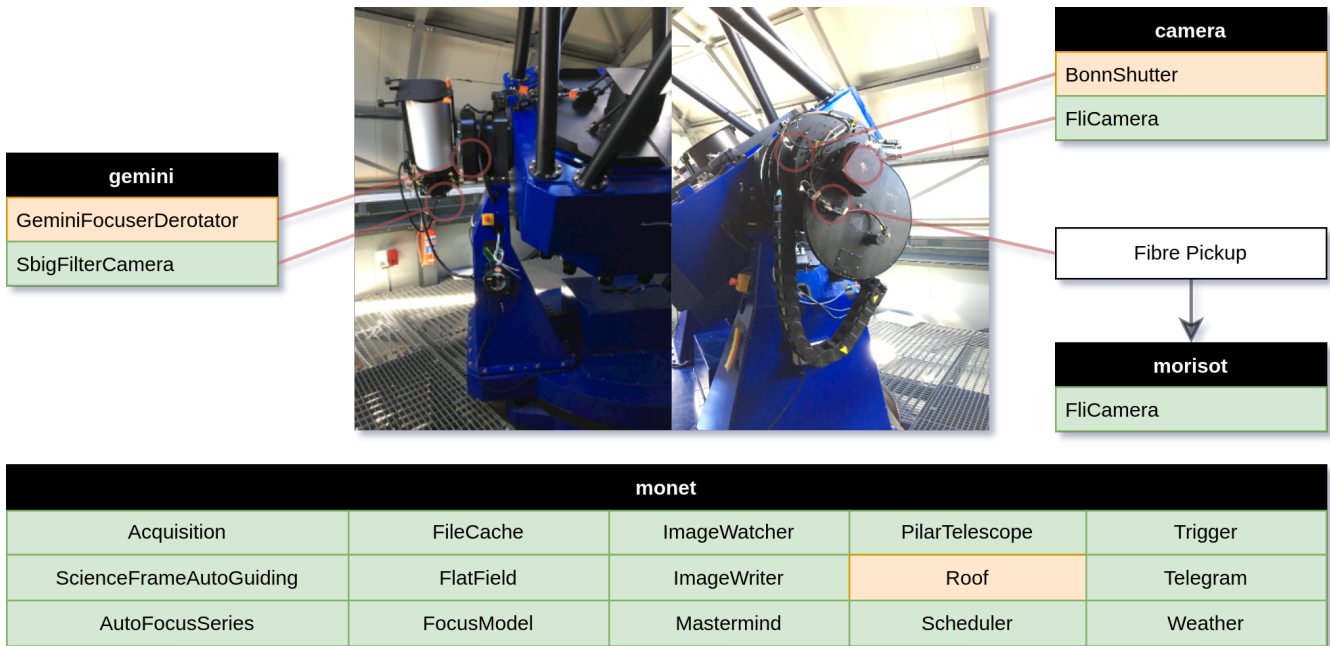 camera
BonnShutter
FliCamera
gemini
GeminiFocuserDerotator
SbigFilterCamera
Fibre Pickup
morisot
FliCamera
monet
Acquisition FileCache ImageWatcher PilarTelescope Trigger
ScienceFrameAutoGuiding FlatField ImageWriter Roof Telegram
AutoFocusSeries FocusModel Mastermind Scheduler Weather